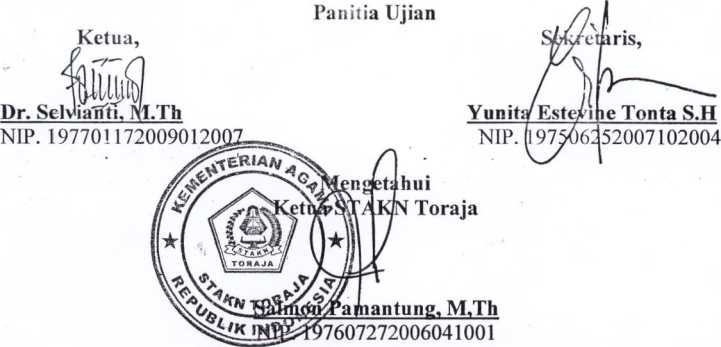 Panitia Ujian
Ketua,
Sekretaris,
Dr. Selvianti, M.Th
NIP. 197701172009012007
Yunita Estevine Tonta S.H
NIP. 197506252007102004
Mengetahui
Ketua STAKN Toraja
Salmon Pamantung, M,Th
NIP. 197607272006041001
KEMENTERIAN AGAMA
REPUBLIK INDONESIA
STAKN TORAJA
STAKN
TORAJA